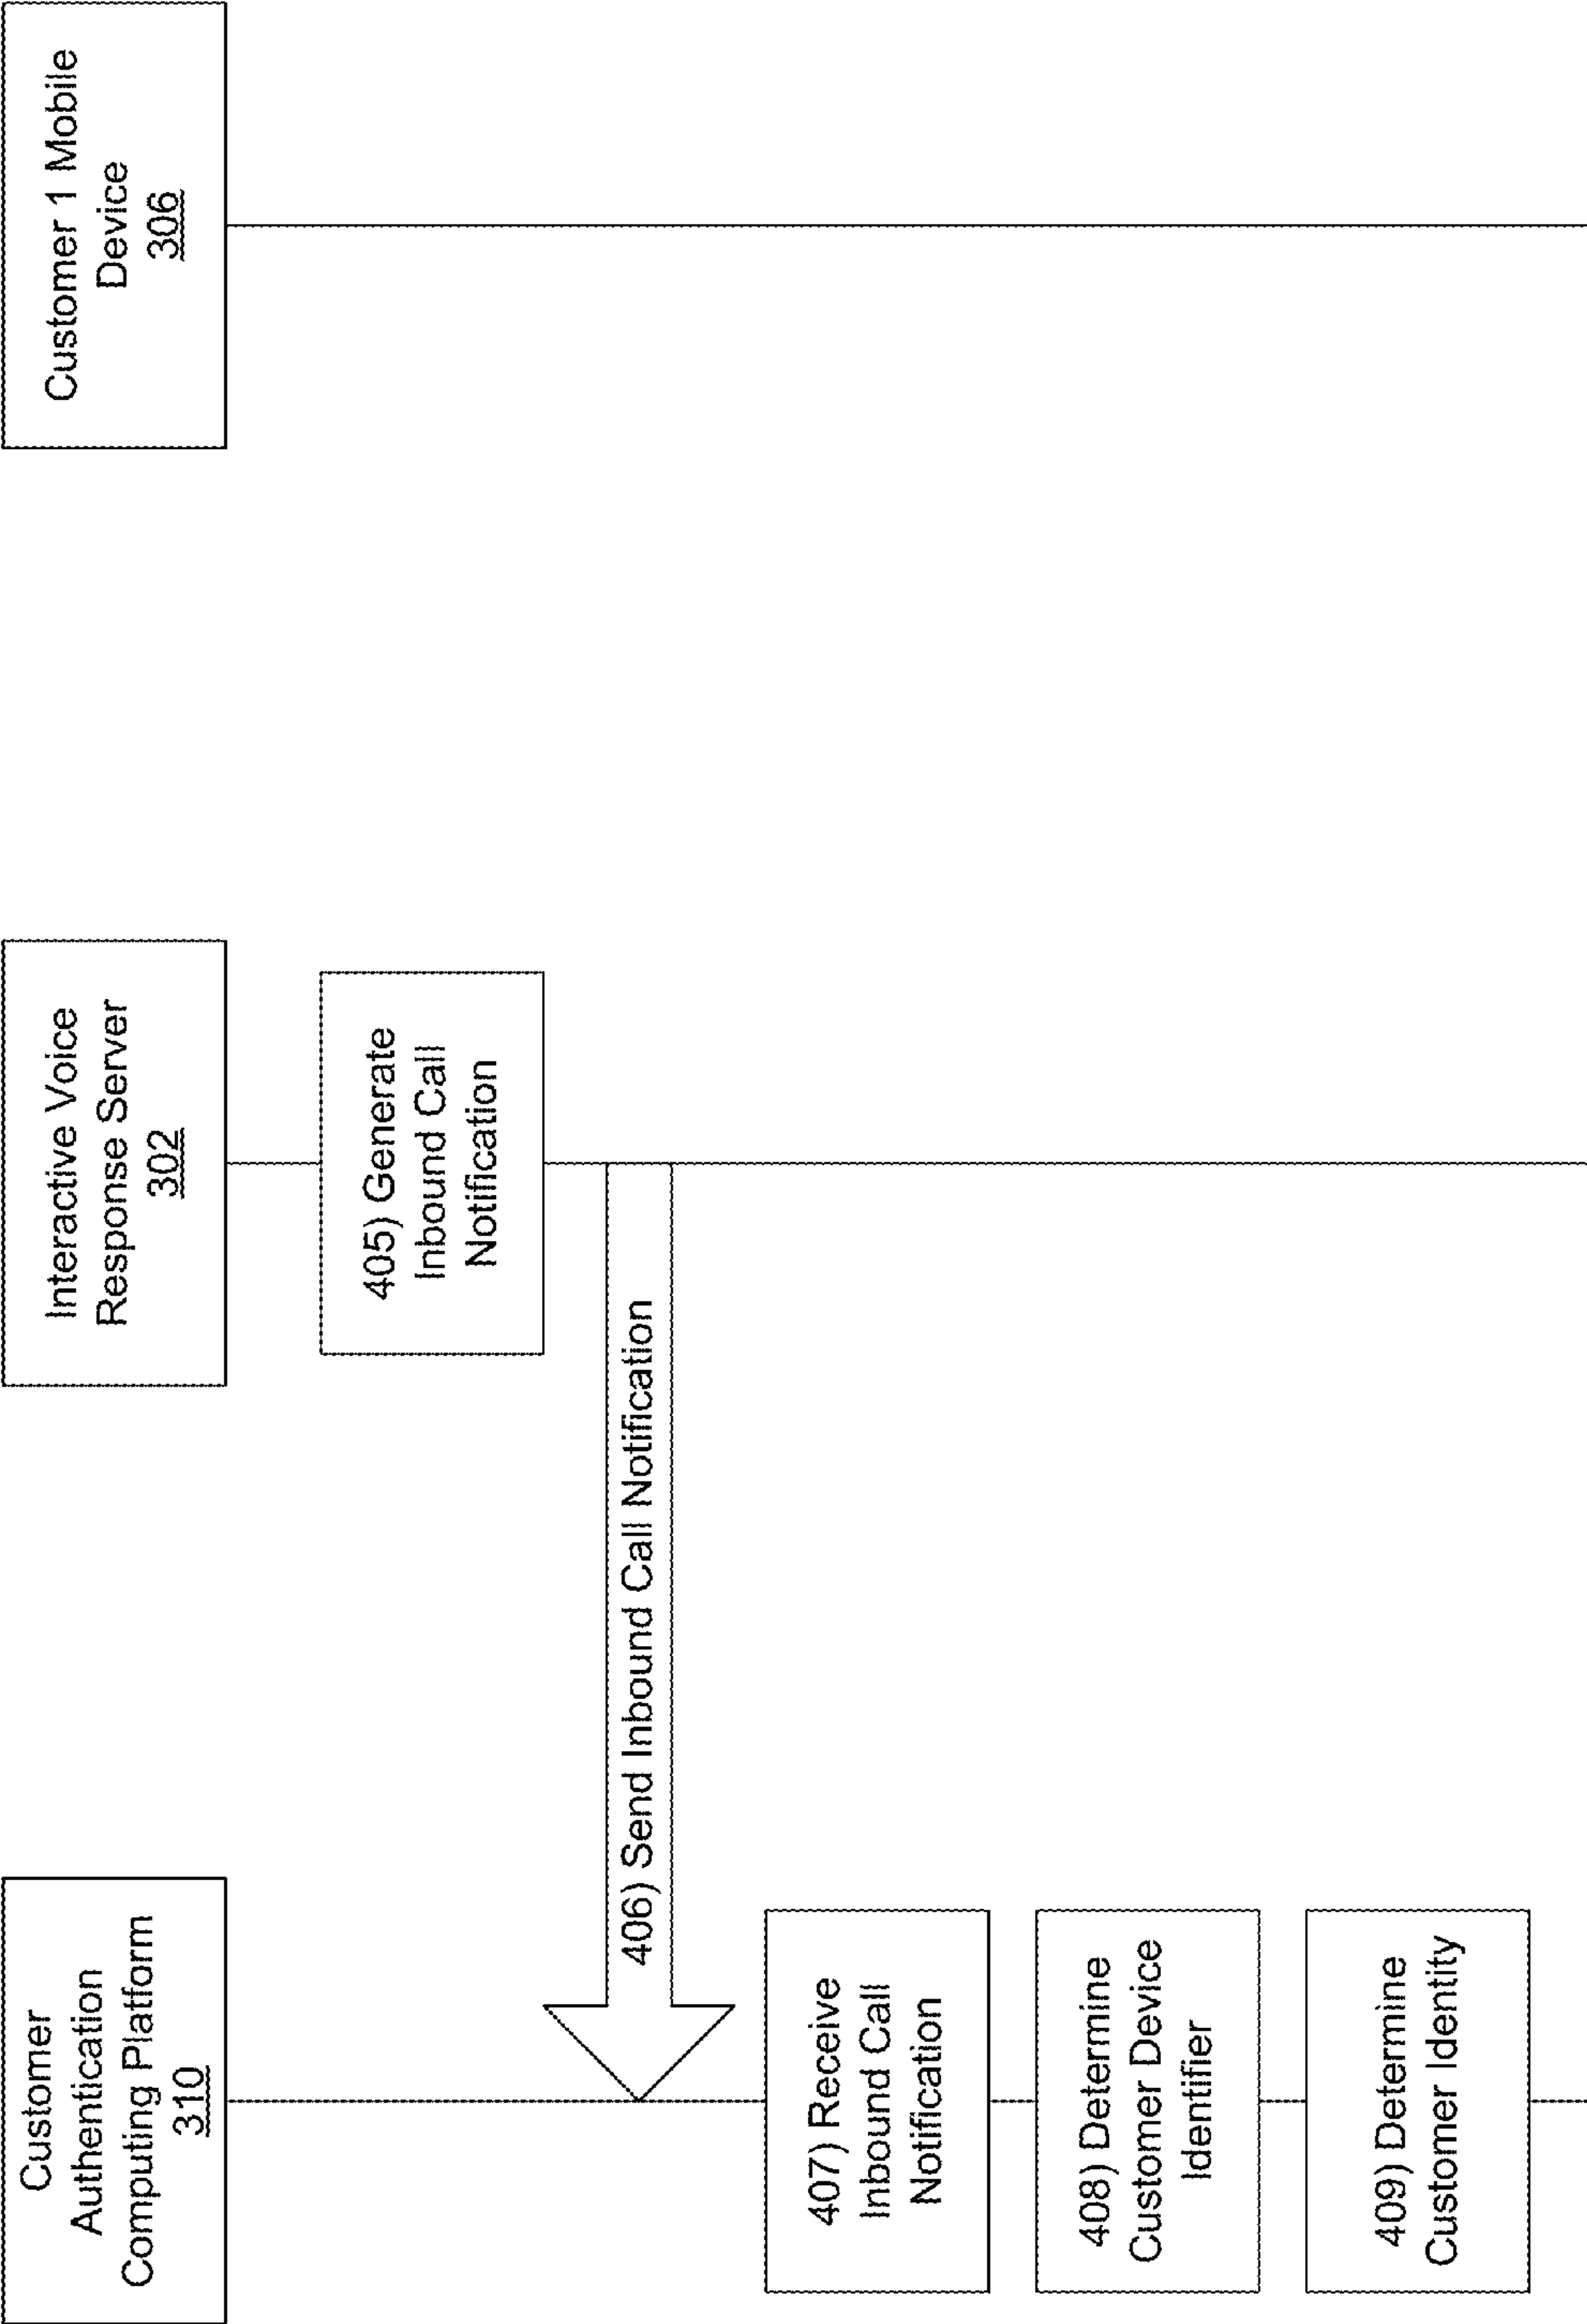 Customer
Authentication
Computing Platform
310
Interactive Voice
Response Server
302
Customer 1 Mobile
Device
306
405) Generate
Inbound Call
Notification
406) Send Inbound Call Notification
407) Receive
Inbound Call
Notification
408) Determine
Customer Device
Identifier
409) Determine
Customer Identity